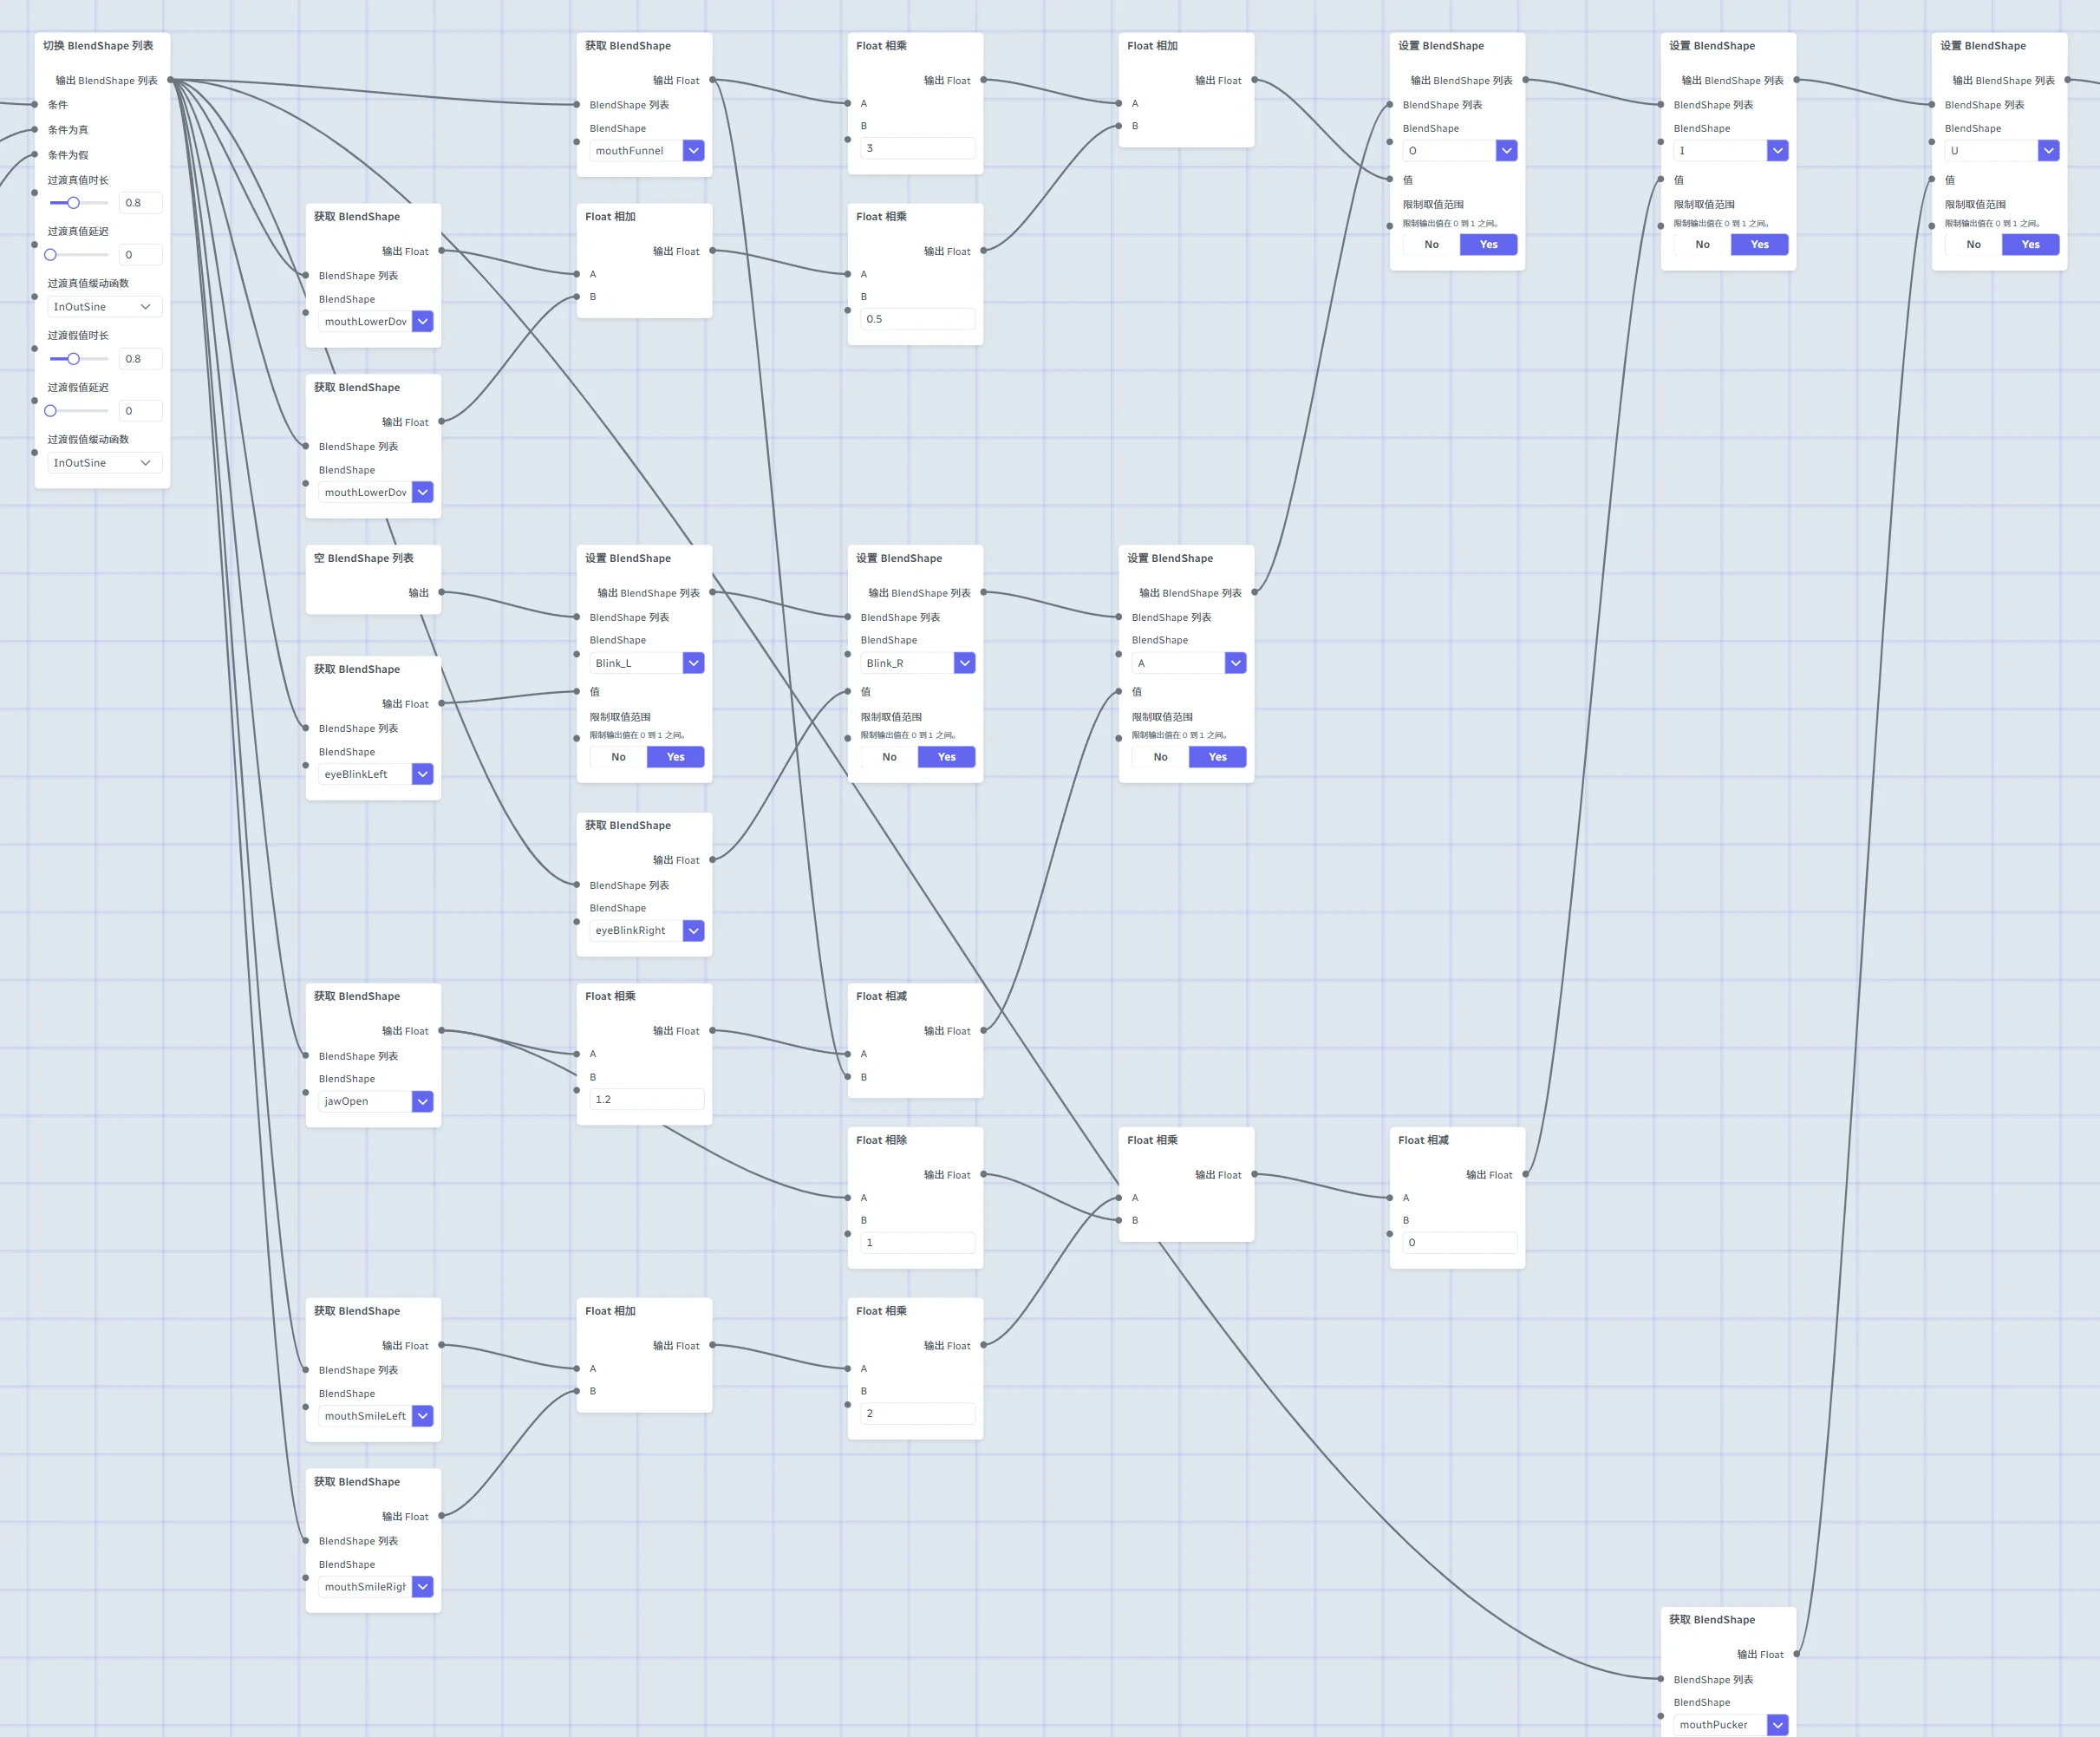 切换 BlendShape 列表
输出 BlendShape 列表
条件
条件为真
条件为假
过渡真值时长
0.8
过渡真值延迟
0
过渡真值缓动函数
InOutSine
过渡假值时长
0.8
过渡假值延迟
0
过渡假值缓动函数
InOutSine
获取 BlendShape
输出 Float
BlendShape 列表
BlendShape
mouthFunnel
Float 相乘
输出 Float
A
B
3
Float 相加
输出 Float
A
B
设置 BlendShape
输出 BlendShape 列表
BlendShape 列表
BlendShape
O
值
限制取值范围
限制输出值在 0 到 1 之间。
No Yes
设置 BlendShape
输出 BlendShape 列表
BlendShape 列表
BlendShape
I
值
限制取值范围
限制输出值在 0 到 1 之间。
No Yes
设置 BlendShape
输出 BlendShape 列表
BlendShape 列表
BlendShape
U
值
限制取值范围
限制输出值在 0 到 1 之间。
No Yes
获取 BlendShape
输出 Float
BlendShape 列表
BlendShape
mouthLowerDov
Float 相加
输出 Float
A
B
Float 相乘
输出 Float
A
B
0.5
获取 BlendShape
输出 Float
BlendShape 列表
BlendShape
mouthLowerDov
空 BlendShape 列表
输出
设置 BlendShape
输出 BlendShape 列表
BlendShape 列表
BlendShape
Blink_L
值
限制取值范围
限制输出值在 0 到 1 之间。
No Yes
设置 BlendShape
输出 BlendShape 列表
BlendShape 列表
BlendShape
Blink_R
值
限制取值范围
限制输出值在 0 到 1 之间。
No Yes
设置 BlendShape
输出 BlendShape 列表
BlendShape 列表
BlendShape
A
值
限制取值范围
限制输出值在 0 到 1 之间。
No Yes
获取 BlendShape
输出 Float
BlendShape 列表
BlendShape
eyeBlinkLeft
获取 BlendShape
输出 Float
BlendShape 列表
BlendShape
eyeBlinkRight
获取 BlendShape
输出 Float
BlendShape 列表
BlendShape
jawOpen
Float 相乘
输出 Float
A
B
1.2
Float 相减
输出 Float
A
B
Float 相除
输出 Float
A
B
1
Float 相乘
输出 Float
A
B
Float 相减
输出 Float
A
B
0
获取 BlendShape
输出 Float
BlendShape 列表
BlendShape
mouthSmileLeft
Float 相加
输出 Float
A
B
Float 相乘
输出 Float
A
B
2
获取 BlendShape
输出 Float
BlendShape 列表
BlendShape
mouthSmileRigh
获取 BlendShape
输出 Float
BlendShape 列表
BlendShape
mouthPucker